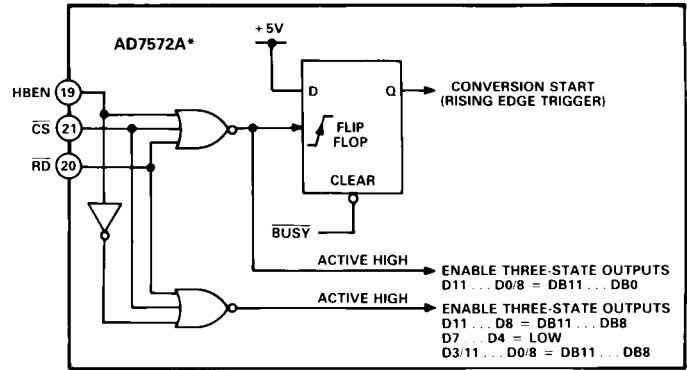 AD7572A*
+5V
HBEN 19
CS 21
RD 20
D
Q
CONVERSION START
(RISING EDGE TRIGGER)
FLIP
FLOP
CLEAR
BUSY
ACTIVE HIGH
ENABLE THREE-STATE OUTPUTS
D11 ... D0/8 = DB11 ... DB0
ACTIVE HIGH
ENABLE THREE-STATE OUTPUTS
D11 ... D8 = DB11 ... DB8
D7 ... D4 = LOW
D3/11 ... D0/8 = DB11 ... DB8